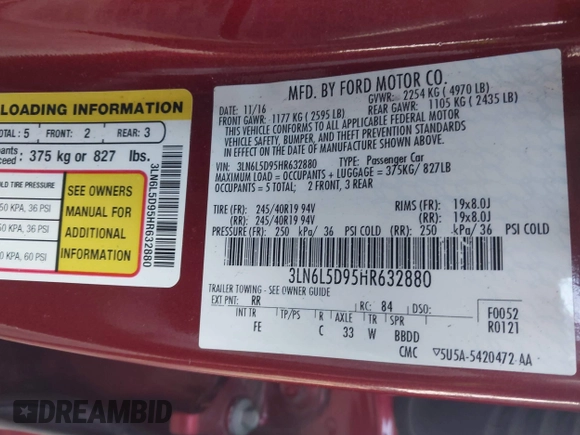 LOADING INFORMATION
TOTAL: 5 FRONT: 2 REAR: 3
375 kg or 827 lbs.
COLD TIRE PRESSURE
50 KPA, 36 PSI
50 KPA, 36 PSI
0 KPA, 60 PSI
SEE OWNERS
MANUAL FOR
ADDITIONAL
INFORMATION
3LN6L5D95HR632880
MFD. BY FORD MOTOR CO.
DATE: 11/16 GVWR: 2254 KG ( 4970 LB)
FRONT GAWR: 1177 KG ( 2595 LB) REAR GAWR: 1105 KG ( 2435 LB)
THIS VEHICLE CONFORMS TO ALL APPLICABLE FEDERAL MOTOR
VEHICLE SAFETY, BUMPER, AND THEFT PREVENTION STANDARDS
IN EFFECT ON THE DATE OF MANUFACTURE SHOWN ABOVE.
VIN: 3LN6L5D95HR632880 TYPE: Passenger Car
MAXIMUM LOAD = OCCUPANTS + LUGGAGE = 375KG/ 827LB
OCCUPANTS = 5 TOTAL; 2 FRONT, 3 REAR
TIRE (FR): 245/40R19 94V RIMS (FR): 19x8.0J
(RR): 245/40R19 94V (RR): 19x8.0J
PRESSURE (FR): 250 kPa/ 36 PSI COLD (RR): 250 kPa/ 36 PSI COLD
3LN6L5D95HR632880
TRAILER TOWING - SEE OWNER GUIDE
EXT PNT: RR RC: 84 DSO: F0052
INT TR TP/PS R AXLE TR SPR R0121
FE C 33 W BBDD
CMC 5U5A-5420472 AA
DREAMBID